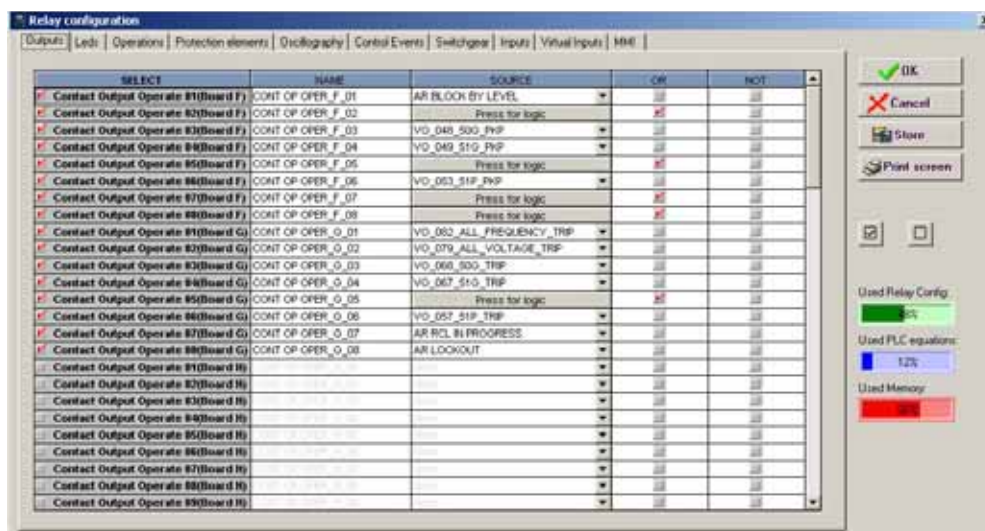 Relay configuration
Outputs Leds Operations Protection elements Oscillography Control Events Switchgear Inputs Virtual Inputs MMI
SELECT NAME SOURCE OR NOT
Contact Output Operate 01(Board F) CONT OP OPER_F_01 AR BLOCK BY LEVEL
Contact Output Operate 02(Board F) CONT OP OPER_F_02 Press for logic
Contact Output Operate 03(Board F) CONT OP OPER_F_03 VO_048_50G_PKP
Contact Output Operate 04(Board F) CONT OP OPER_F_04 VO_049_51G_PKP
Contact Output Operate 05(Board F) CONT OP OPER_F_05 Press for logic
Contact Output Operate 06(Board F) CONT OP OPER_F_06 VO_053_51P_PKP
Contact Output Operate 07(Board F) CONT OP OPER_F_07 Press for logic
Contact Output Operate 08(Board F) CONT OP OPER_F_08 Press for logic
Contact Output Operate 01(Board G) CONT OP OPER_G_01 VO_082_ALL_FREQUENCY_TRIP
Contact Output Operate 02(Board G) CONT OP OPER_G_02 VO_079_ALL_VOLTAGE_TRIP
Contact Output Operate 03(Board G) CONT OP OPER_G_03 VO_068_50G_TRIP
Contact Output Operate 04(Board G) CONT OP OPER_G_04 VO_067_51G_TRIP
Contact Output Operate 05(Board G) CONT OP OPER_G_05 Press for logic
Contact Output Operate 06(Board G) CONT OP OPER_G_06 VO_057_51P_TRIP
Contact Output Operate 07(Board G) CONT OP OPER_G_07 AR RCL IN PROGRESS
Contact Output Operate 08(Board G) CONT OP OPER_G_08 AR LOCKOUT
Contact Output Operate 01(Board H)
Contact Output Operate 02(Board H)
Contact Output Operate 03(Board H)
Contact Output Operate 04(Board H)
Contact Output Operate 05(Board H)
Contact Output Operate 06(Board H)
Contact Output Operate 07(Board H)
Contact Output Operate 08(Board H)
Contact Output Operate 09(Board H)
OK
Cancel
Store
Print screen
Used Relay Config:
Used PLC equations:
12%
Used Memory: